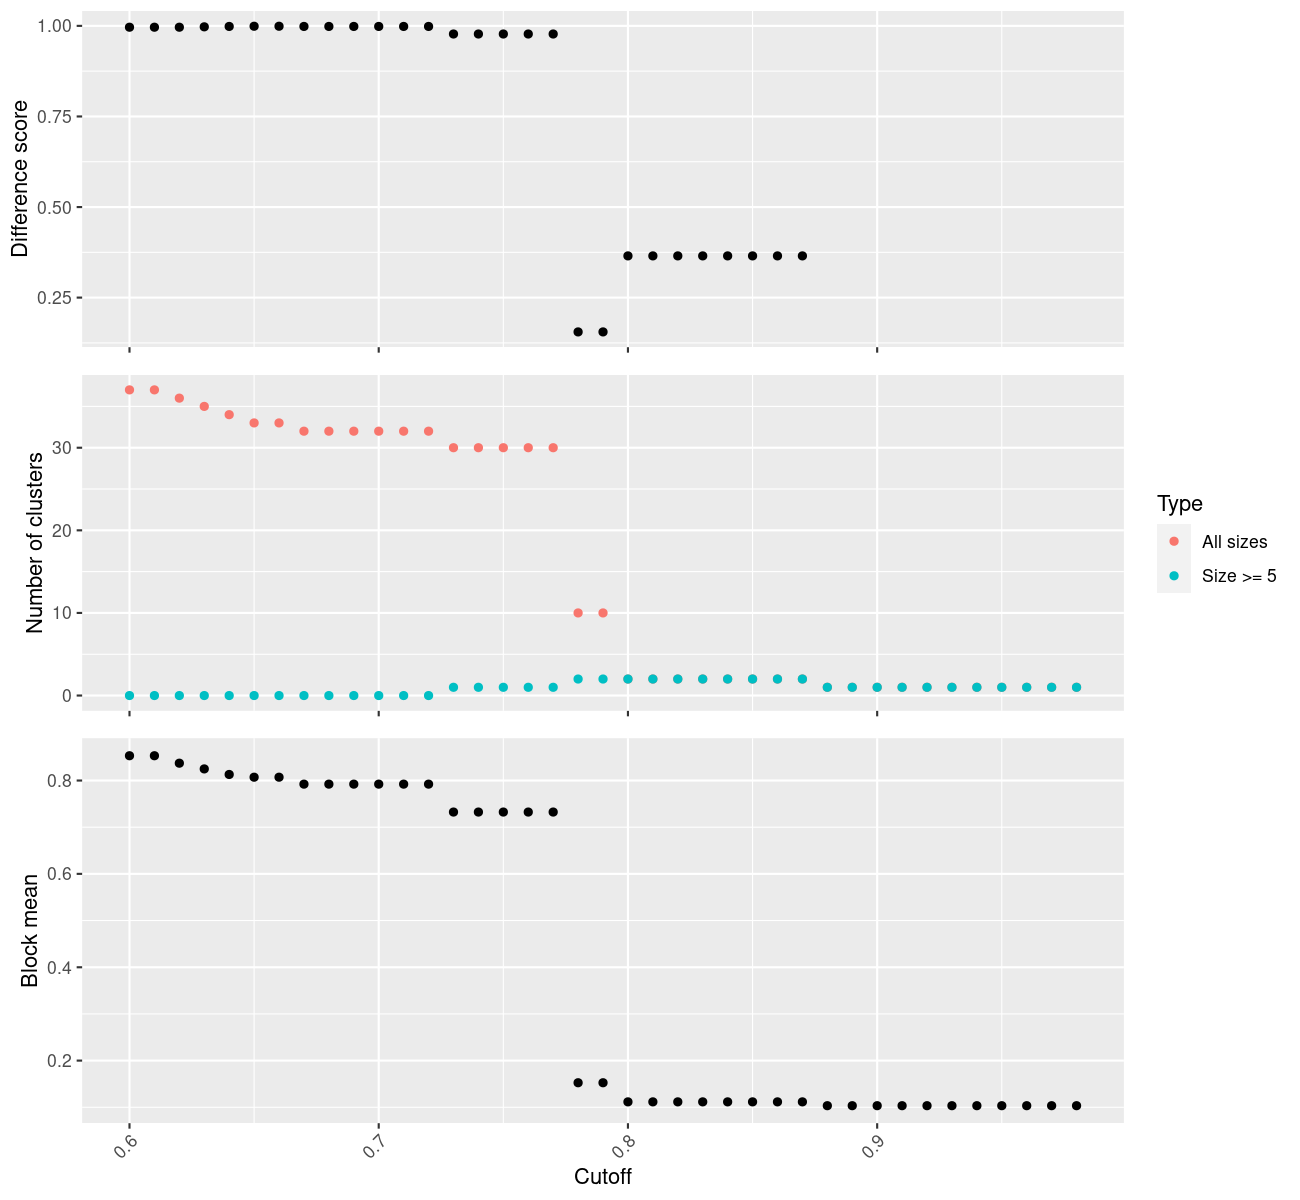 1.00
0.75
0.50
0.25
Difference score
30
20
10
0
Number of clusters
Type
All sizes
Size >= 5
0.8
0.6
0.4
0.2
Block mean
0.6 0.7 0.8 0.9
Cutoff